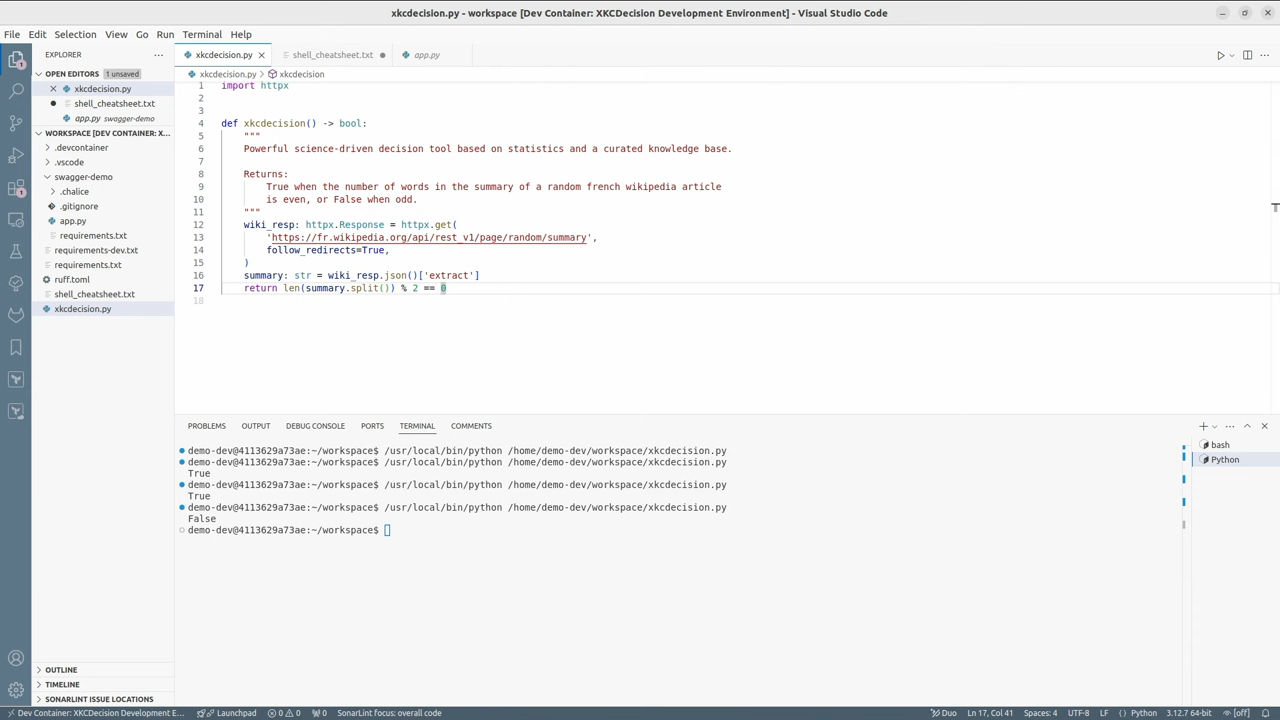 xkcdecision.py - workspace [Dev Container: XKCDecision Development Environment] - Visual Studio Code
File Edit Selection View Go Run Terminal Help
EXPLORER
OPEN EDITORS 1 unsaved
xkcdecision.py
shell_cheatsheet.txt
app.py swagger-demo
WORKSPACE [DEV CONTAINER: X...
.devcontainer
.vscode
swagger-demo
.chalice
.gitignore
app.py
requirements.txt
requirements-dev.txt
requirements.txt
ruff.toml
shell_cheatsheet.txt
xkcdecision.py
OUTLINE
TIMELINE
SONARLINT ISSUE LOCATIONS
xkcdecision.py shell_cheatsheet.txt app.py
xkcdecision.py > xkcdecision
1 import httpx
2
3
4 def xkcdecision() -> bool:
5 """
6 Powerful science-driven decision tool based on statistics and a curated knowledge base.
7
8 Returns:
9 True when the number of words in the summary of a random french wikipedia article
10 is even, or False when odd.
11 """
12 wiki_resp: httpx.Response = httpx.get(
13 'https://fr.wikipedia.org/api/rest_v1/page/random/summary',
14 follow_redirects=True,
15 )
16 summary: str = wiki_resp.json()['extract']
17 return len(summary.split()) % 2 == 0
18
PROBLEMS OUTPUT DEBUG CONSOLE PORTS TERMINAL COMMENTS
demo-dev@4113629a73ae:~/workspace$ /usr/local/bin/python /home/demo-dev/workspace/xkcdecision.py
demo-dev@4113629a73ae:~/workspace$ /usr/local/bin/python /home/demo-dev/workspace/xkcdecision.py
True
demo-dev@4113629a73ae:~/workspace$ /usr/local/bin/python /home/demo-dev/workspace/xkcdecision.py
True
demo-dev@4113629a73ae:~/workspace$ /usr/local/bin/python /home/demo-dev/workspace/xkcdecision.py
False
demo-dev@4113629a73ae:~/workspace$
bash
Python
Dev Container: XKCDecision Development E... Launchpad 0 0 0 SonarLint focus: overall code Duo Ln 17, Col 41 Spaces: 4 UTF-8 LF {} Python 3.12.7 64-bit [off]